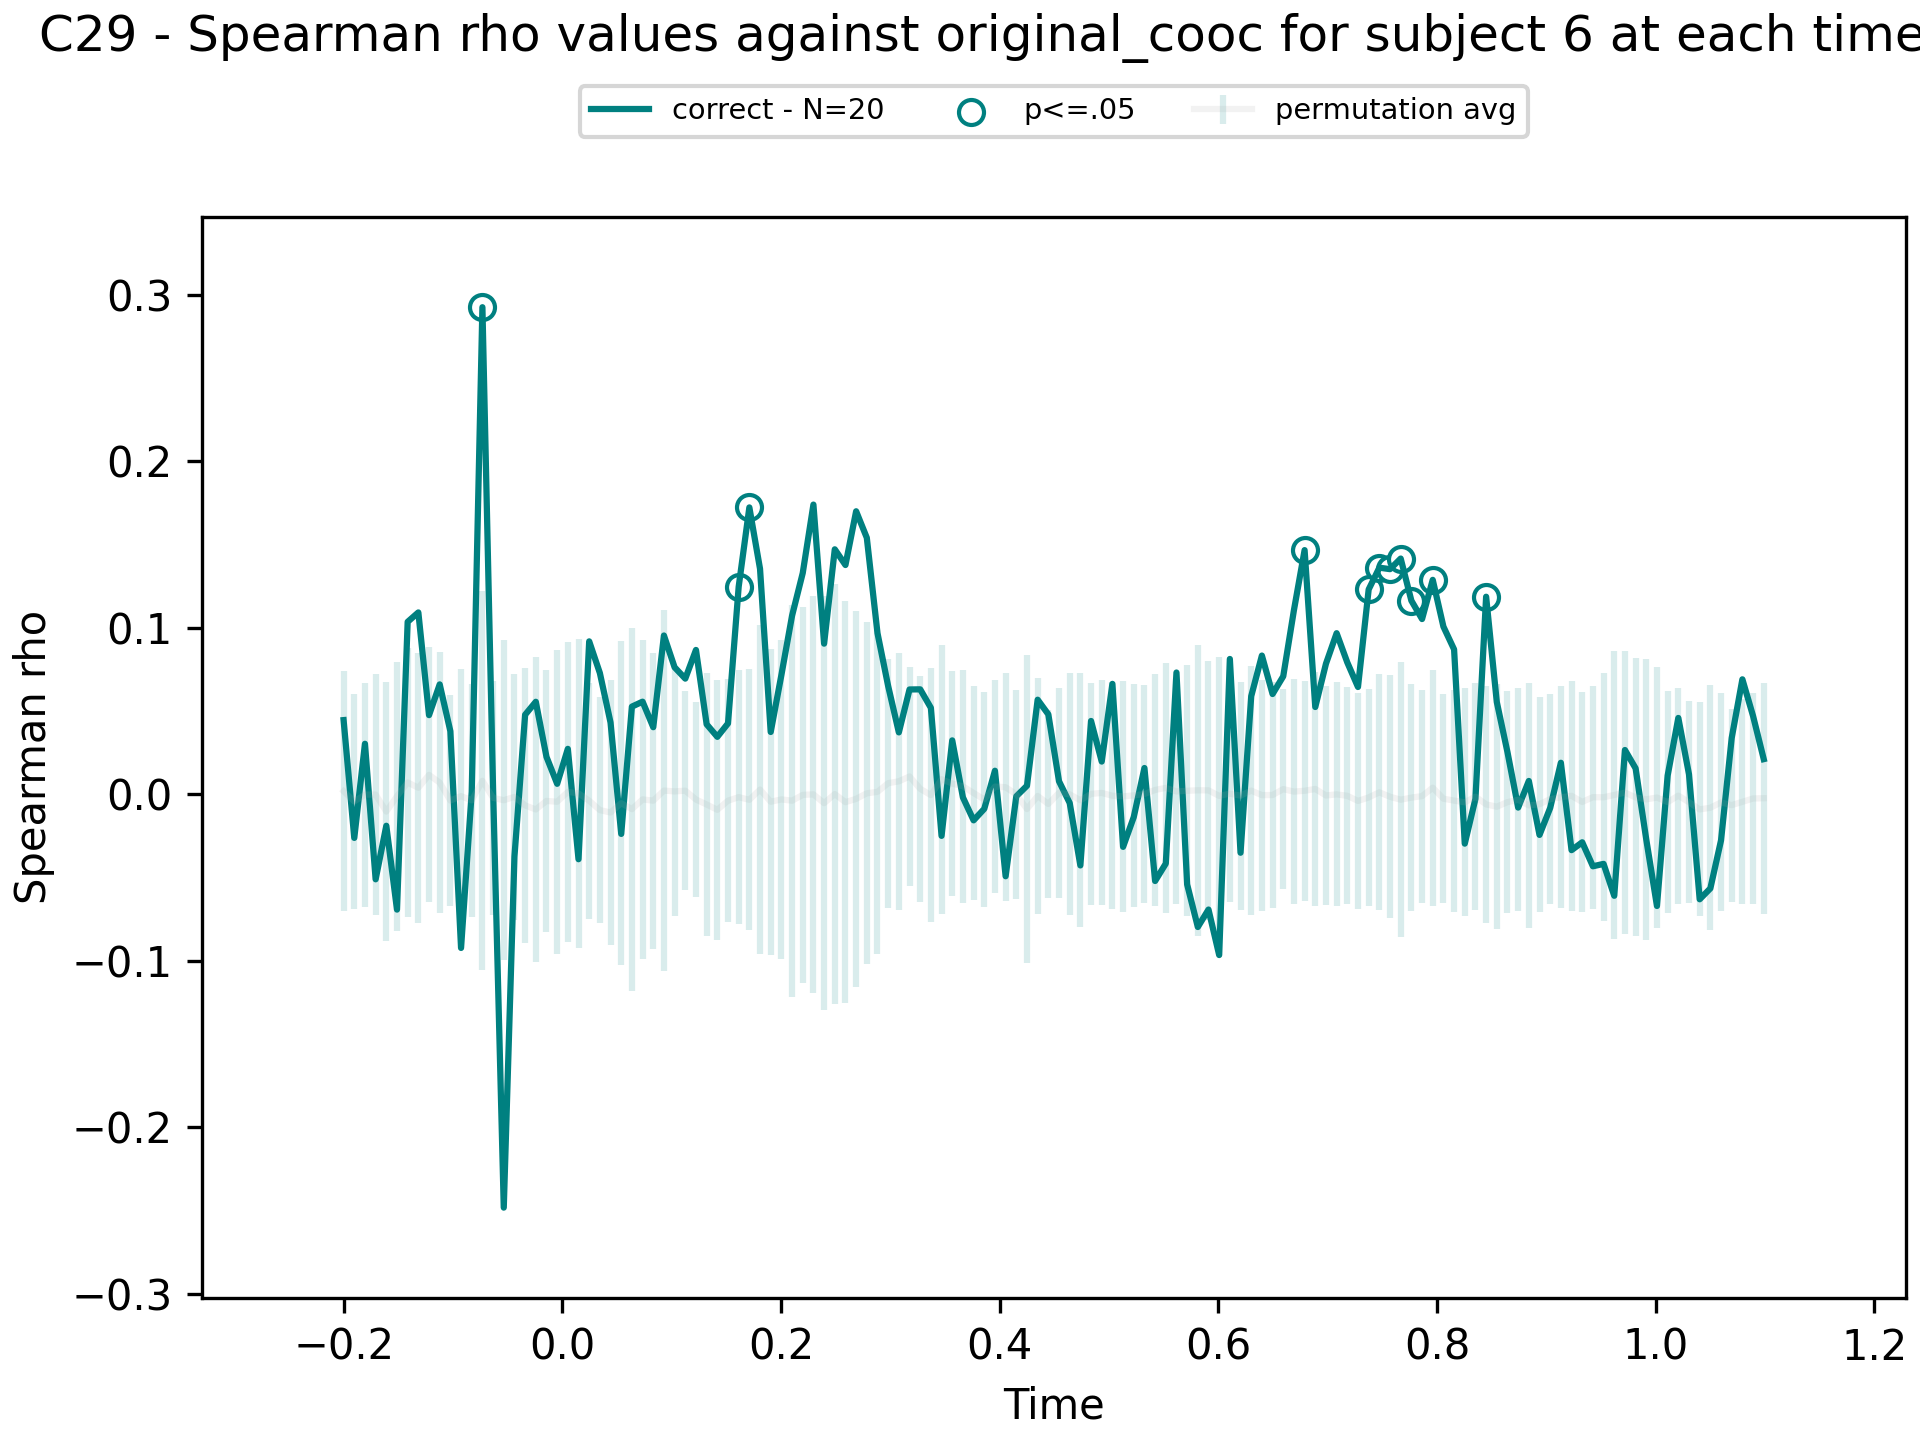 C29 - Spearman rho values against original_cooc for subject 6 at each time
correct - N=20 p<=.05 permutation avg
0.3
0.2
0.1
0.0
−0.1
−0.2
−0.3
Spearman rho
−0.2 0.0 0.2 0.4 0.6 0.8 1.0 1.2
Time